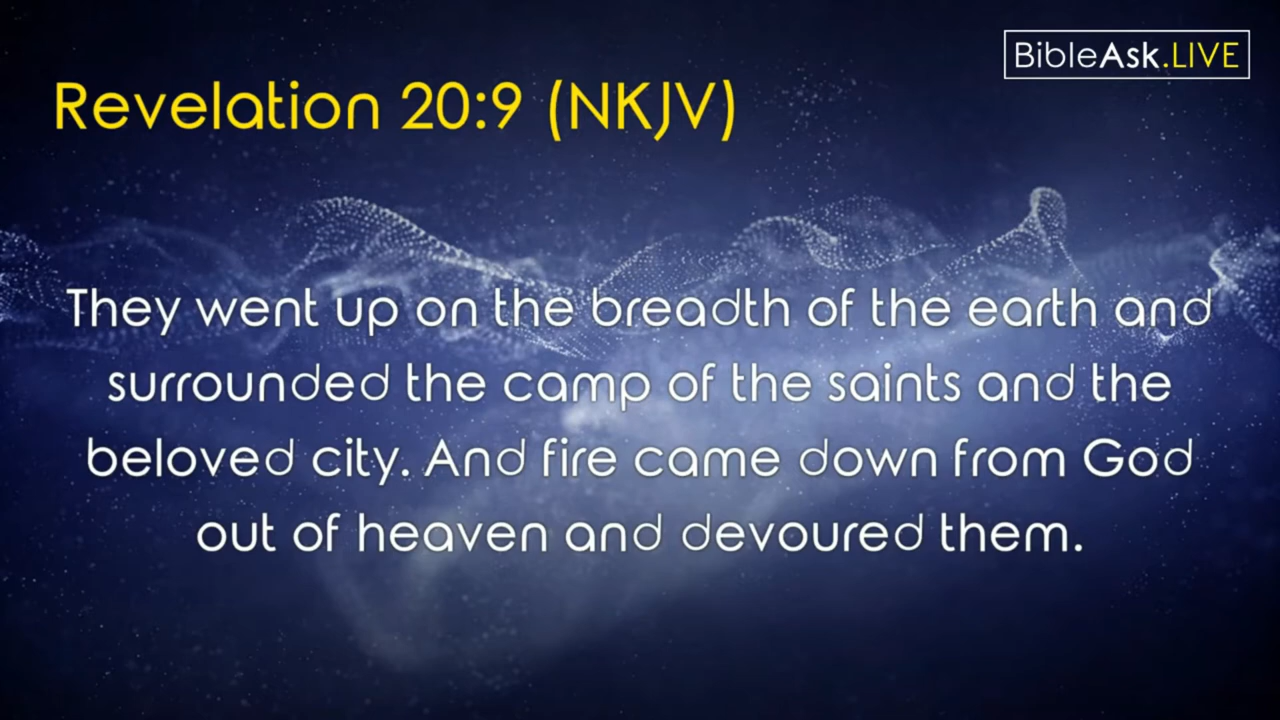 BibleAsk.LIVE
Revelation 20:9 (NKJV)
They went up on the breadth of the earth and
surrounded the camp of the saints and the
beloved city. And fire came down from God
out of heaven and devoured them.